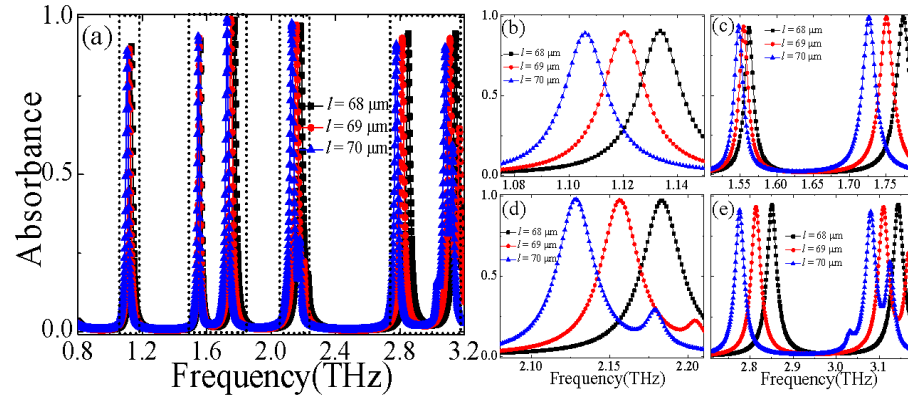 (a)
l = 68 μm
l = 69 μm
l = 70 μm
Absorbance
1.0
0.5
0.0
0.8 1.2 1.6 2.0 2.4 2.8 3.2
Frequency(THz)
(b)
l = 68 μm
l = 69 μm
l = 70 μm
1.0
0.5
0.0
1.08 1.10 1.12 1.14
(c)
l = 68 μm
l = 69 μm
l = 70 μm
1.55 1.60 1.65 1.70 1.75
(d)
l = 68 μm
l = 69 μm
l = 70 μm
1.0
0.5
0.0
2.10 2.15 2.20
Frequency(THz)
(e)
l = 68 μm
l = 69 μm
l = 70 μm
2.8 2.9 3.0 3.1
Frequency(THz)